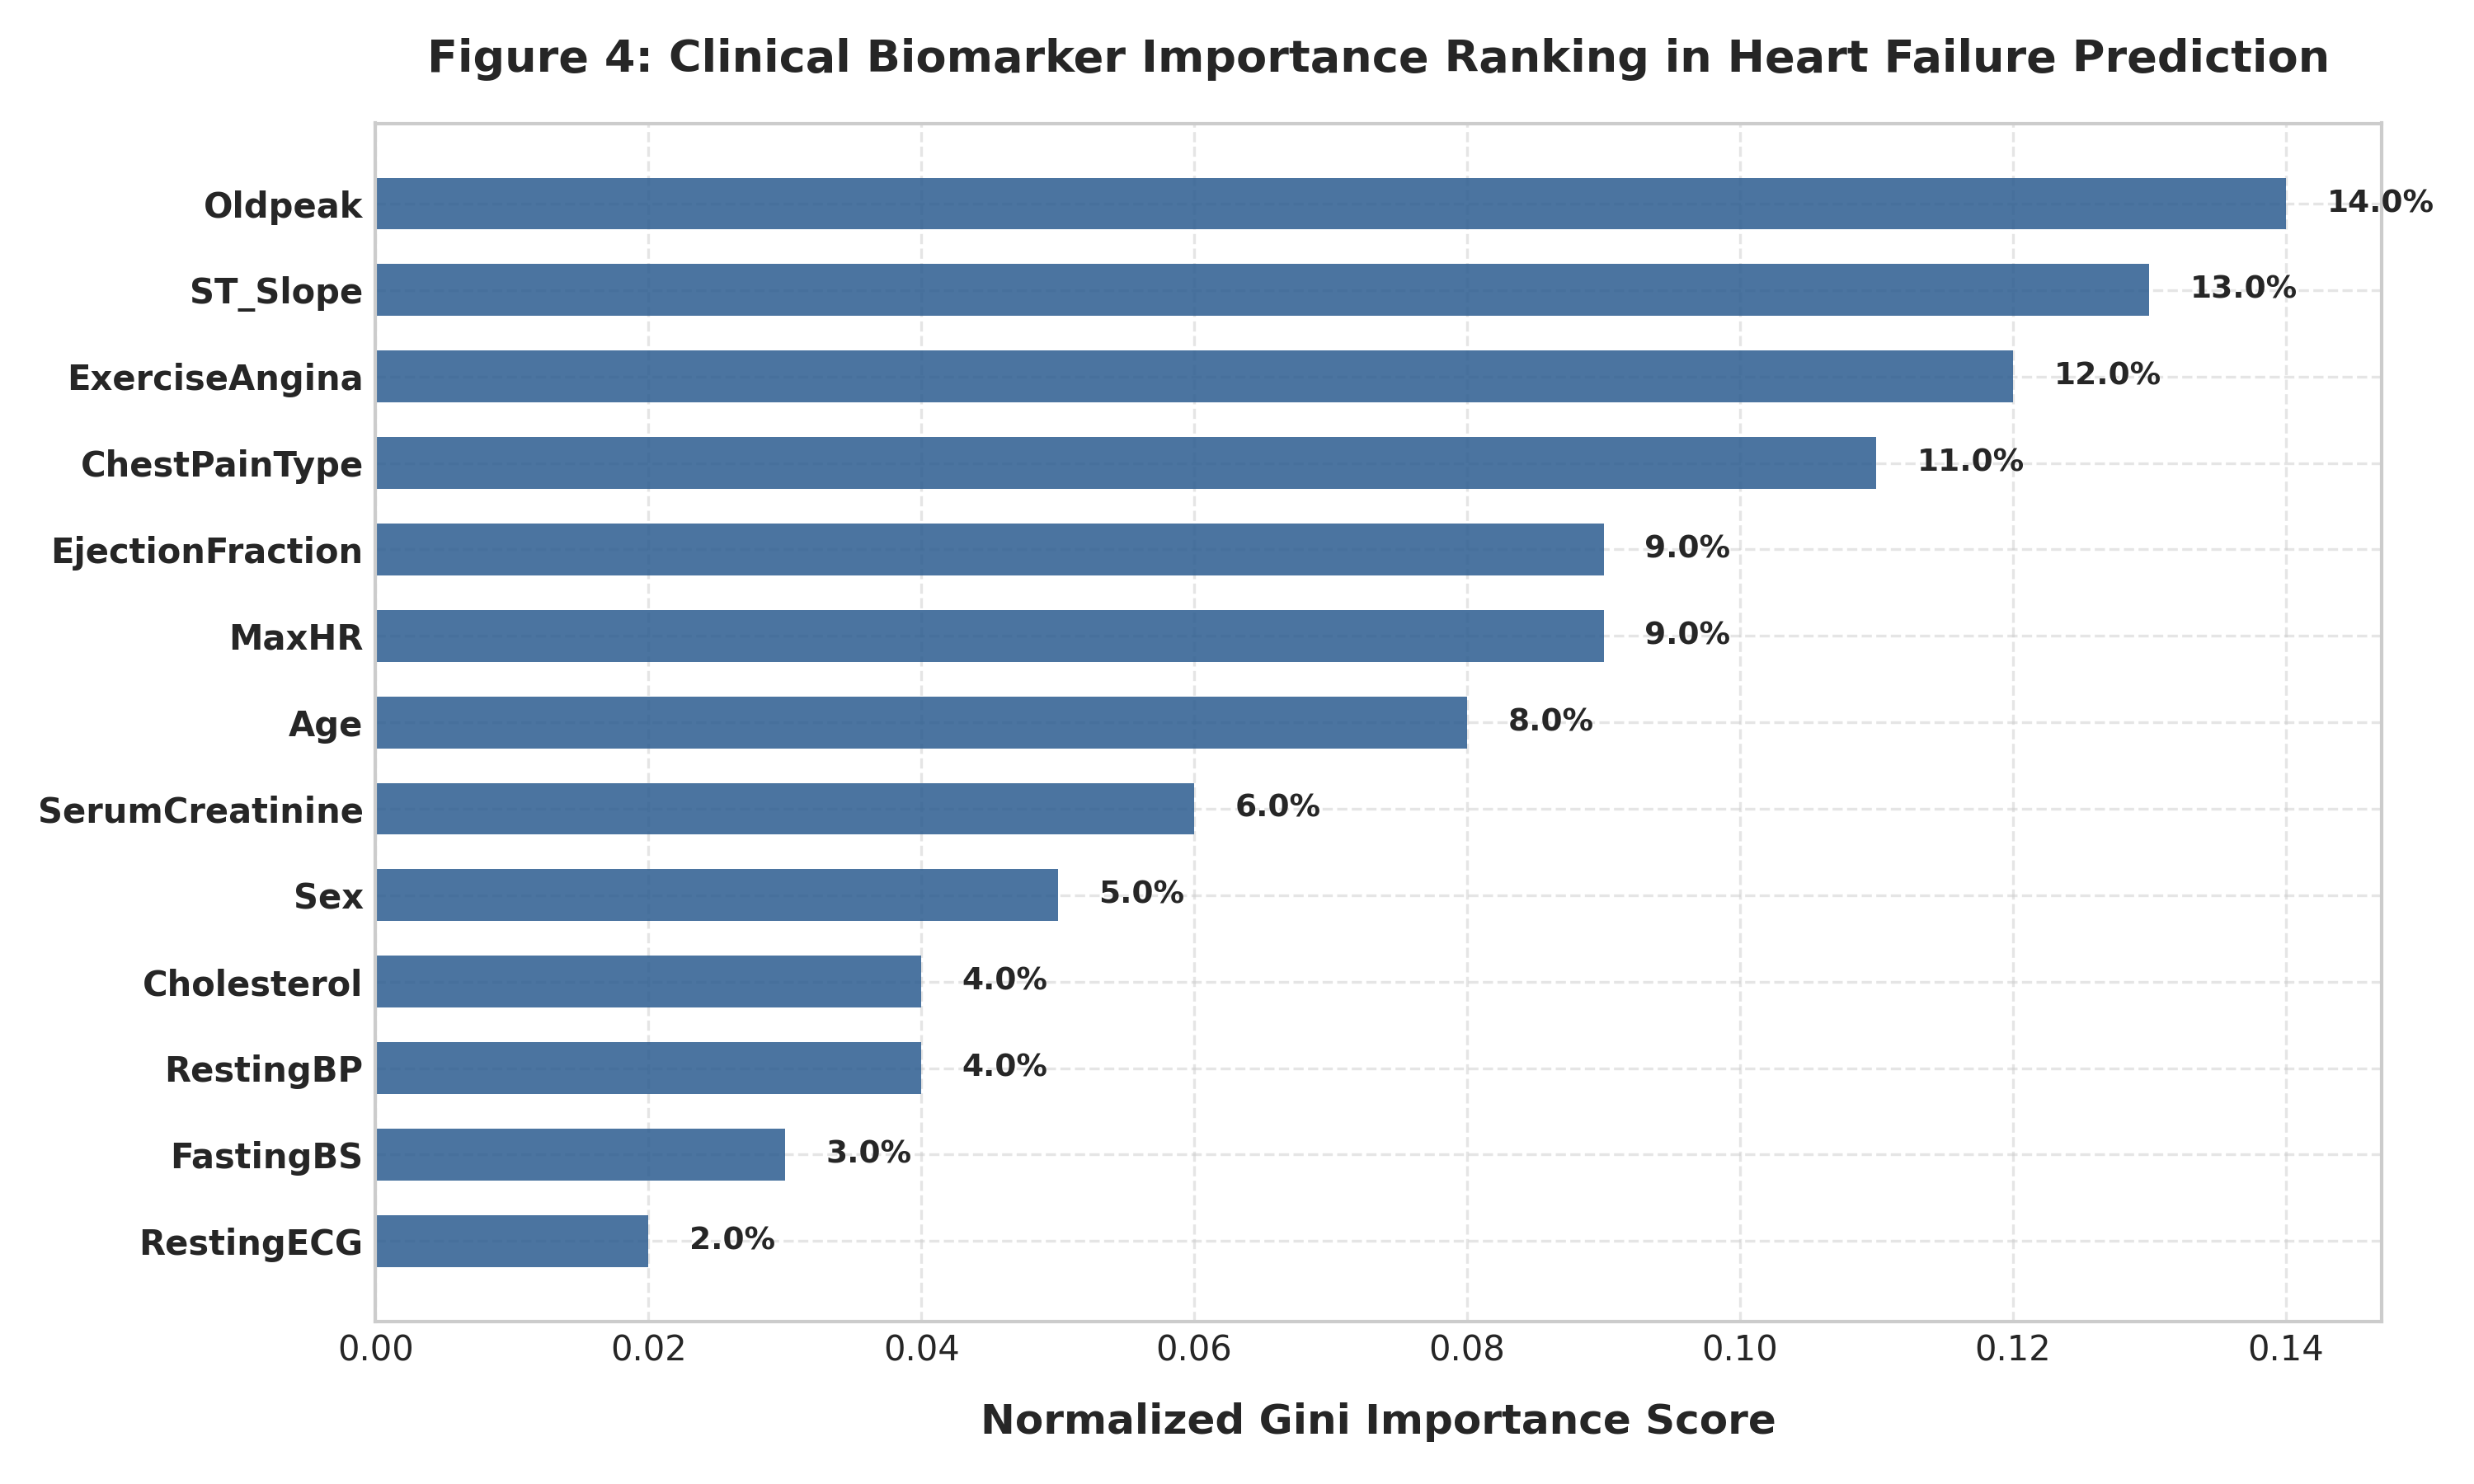 Figure 4: Clinical Biomarker Importance Ranking in Heart Failure Prediction
Oldpeak 14.0%
ST_Slope 13.0%
ExerciseAngina 12.0%
ChestPainType 11.0%
EjectionFraction 9.0%
MaxHR 9.0%
Age 8.0%
SerumCreatinine 6.0%
Sex 5.0%
Cholesterol 4.0%
RestingBP 4.0%
FastingBS 3.0%
RestingECG 2.0%
0.00 0.02 0.04 0.06 0.08 0.10 0.12 0.14
Normalized Gini Importance Score